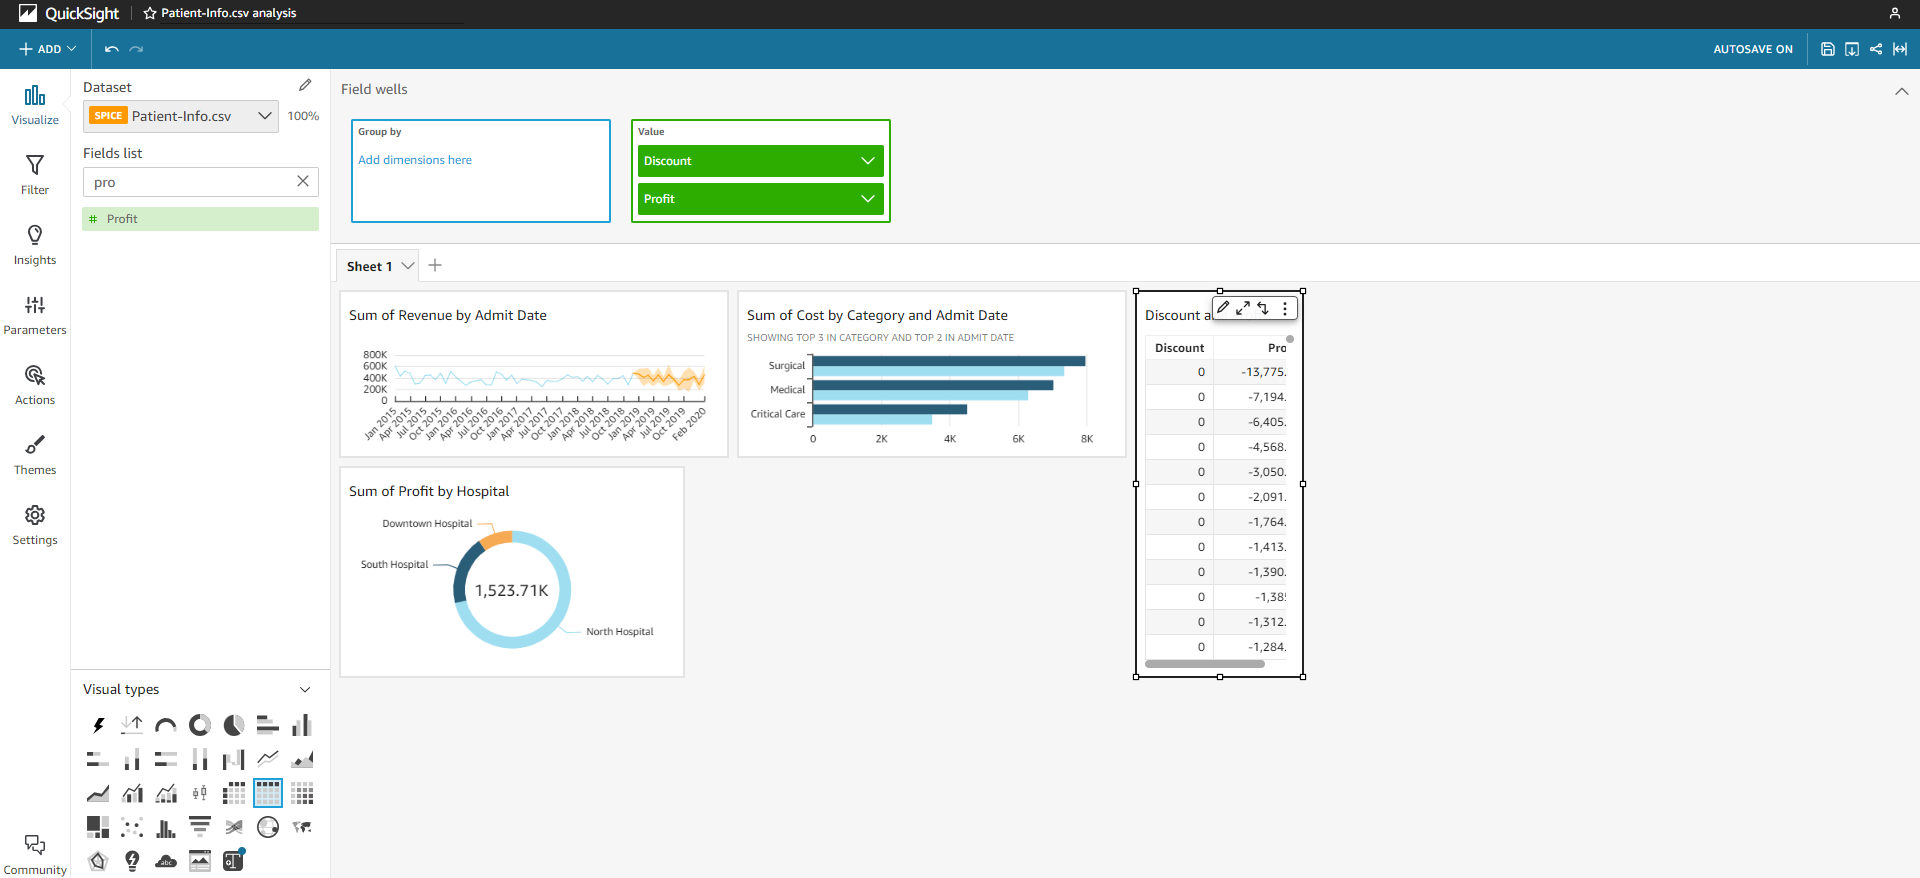 QuickSight
Patient-Info.csv analysis
ADD
AUTOSAVE ON
Visualize
Filter
Insights
Parameters
Actions
Themes
Settings
Community
Dataset
SPICE Patient-Info.csv
100%
Fields list
pro
# Profit
Visual types
abc
Field wells
Group by
Add dimensions here
Value
Discount
Profit
Sheet 1
Sum of Revenue by Admit Date
800K
600K
400K
200K
0
Jan 2015
Apr 2015
Jul 2015
Oct 2015
Jan 2016
Apr 2016
Jul 2016
Oct 2016
Jan 2017
Apr 2017
Jul 2017
Oct 2017
Jan 2018
Apr 2018
Jul 2018
Oct 2018
Jan 2019
Apr 2019
Jul 2019
Oct 2019
Feb 2020
Sum of Cost by Category and Admit Date
SHOWING TOP 3 IN CATEGORY AND TOP 2 IN ADMIT DATE
Surgical
Medical
Critical Care
0 2K 4K 6K 8K
Sum of Profit by Hospital
Downtown Hospital
South Hospital
1,523.71K
North Hospital
Discount a
Discount Pro
0 -13,775.
0 -7,194.
0 -6,405.
0 -4,568.
0 -3,050.
0 -2,091.
0 -1,764.
0 -1,413.
0 -1,390.
0 -1,38
0 -1,312.
0 -1,284.